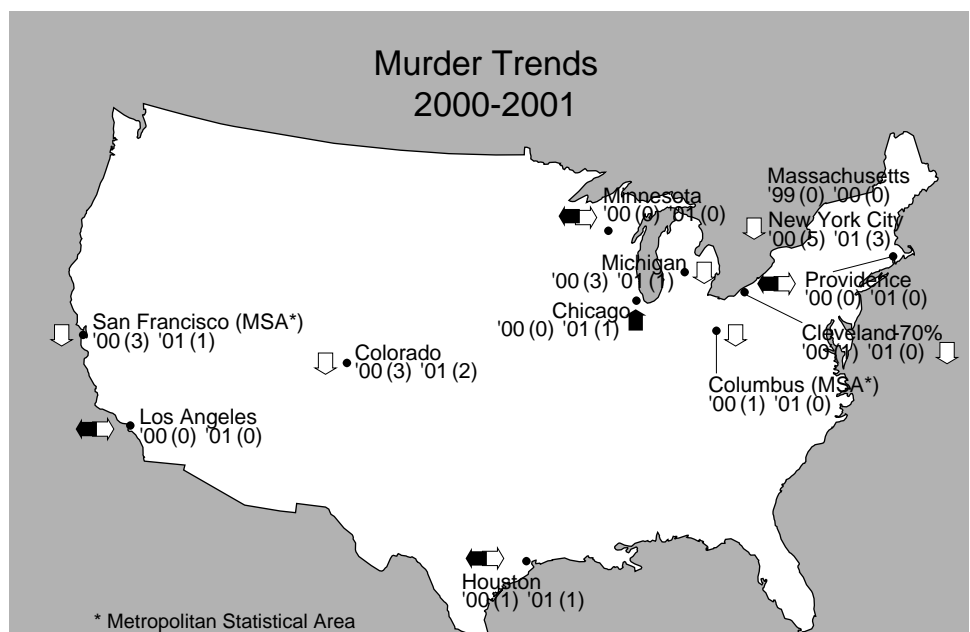 Murder Trends
2000-2001
Massachusetts
'99 (0) '00 (0)
Minnesota
'00 (0) '01 (0)
New York City
'00 (5) '01 (3)
Michigan
'00 (3) '01 (1)
Providence
'00 (0) '01 (0)
Chicago
'00 (0) '01 (1)
San Francisco (MSA*)
'00 (3) '01 (1)
Cleveland -70%
'00 (1) '01 (0)
Colorado
'00 (3) '01 (2)
Columbus (MSA*)
'00 (1) '01 (0)
Los Angeles
'00 (0) '01 (0)
Houston
'00 (1) '01 (1)
* Metropolitan Statistical Area